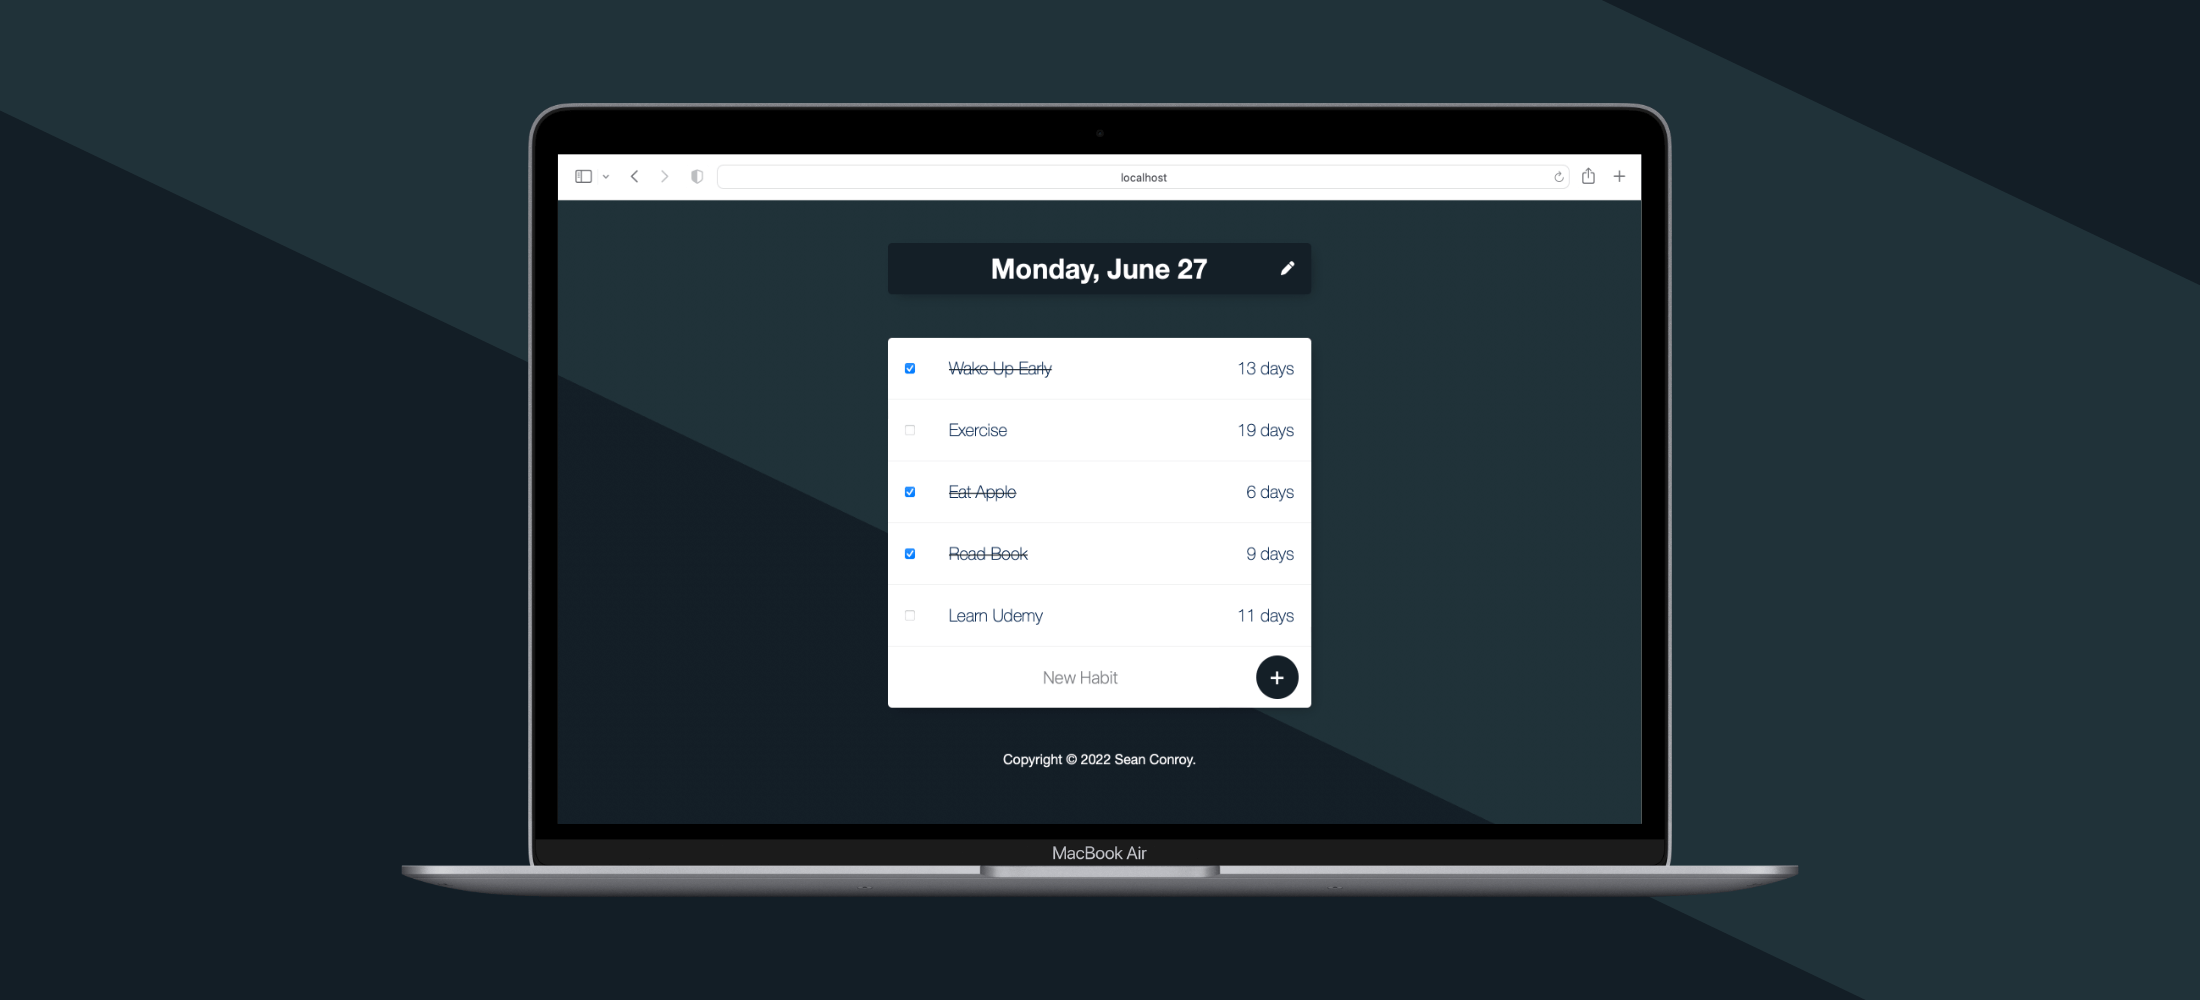 localhost
Monday, June 27
Wake Up Early 13 days
Exercise 19 days
Eat Apple 6 days
Read Book 9 days
Learn Udemy 11 days
New Habit
Copyright © 2022 Sean Conroy.
MacBook Air